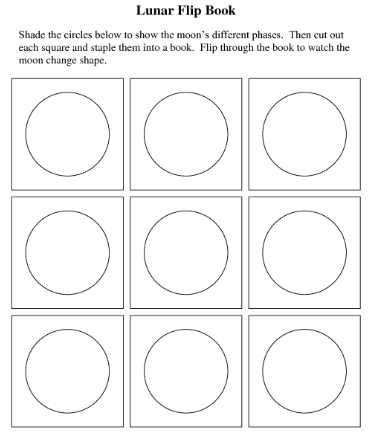 Lunar Flip Book
Shade the circles below to show the moon's different phases.  Then cut out
each square and staple them into a book.  Flip through the book to watch the
moon change shape.